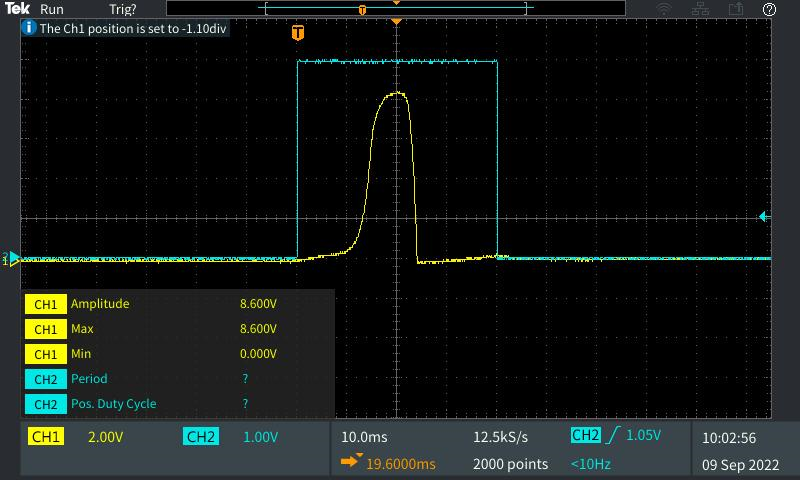 Tek Run Trig?
T
The Ch1 position is set to -1.10div
T
2
1
CH1 Amplitude 8.600V
CH1 Max 8.600V
CH1 Min 0.000V
CH2 Period ?
CH2 Pos. Duty Cycle ?
CH1 2.00V CH2 1.00V 10.0ms 12.5kS/s CH2 1.05V 10:02:56
19.6000ms 2000 points <10Hz 09 Sep 2022